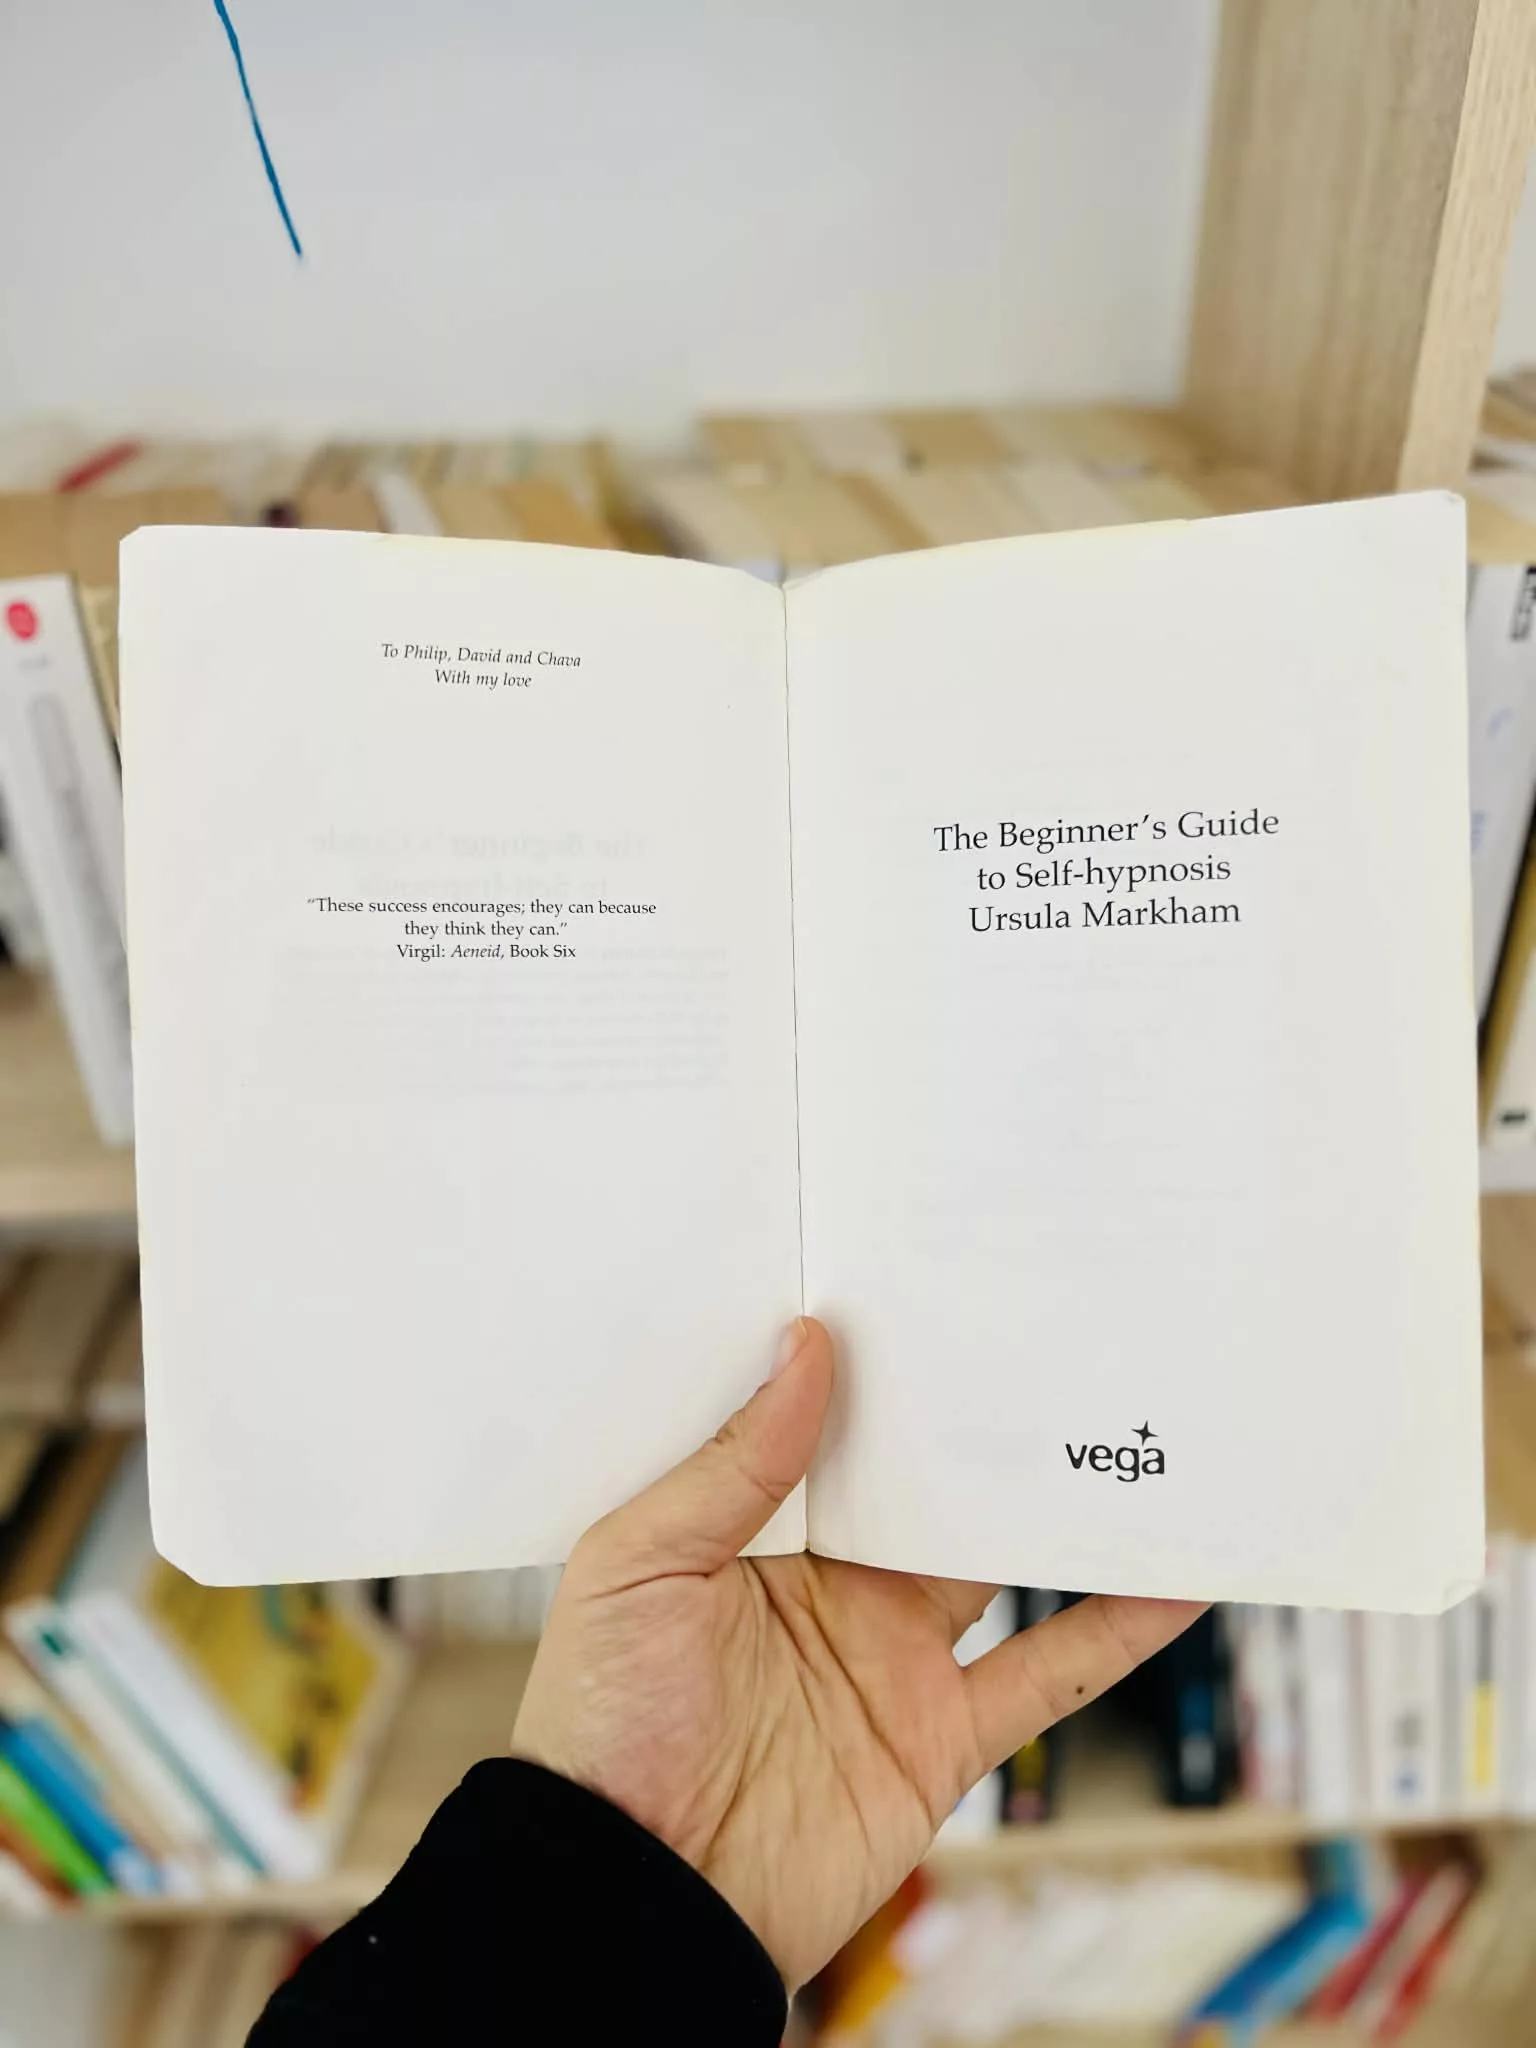 To Philip, David and Chava
With my love
"These success encourages; they can because
they think they can."
Virgil: Aeneid, Book Six
The Beginner's Guide
to Self-hypnosis
Ursula Markham
vega